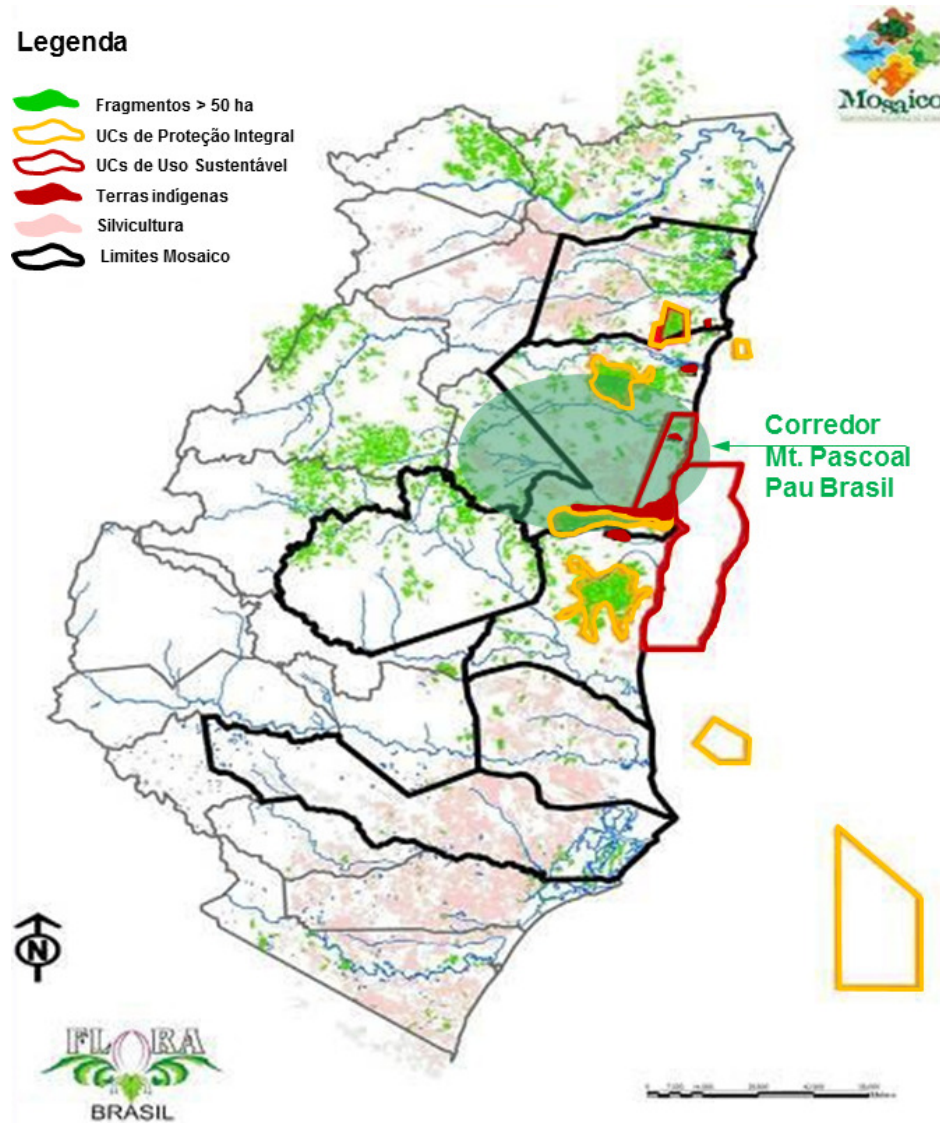 Legenda
Fragmentos > 50 ha
UCs de Proteção Integral
UCs de Uso Sustentável
Terras indígenas
Silvicultura
Limites Mosaico
Mosaico
Corredor
Mt. Pascoal
Pau Brasil
N
FLORA
BRASIL